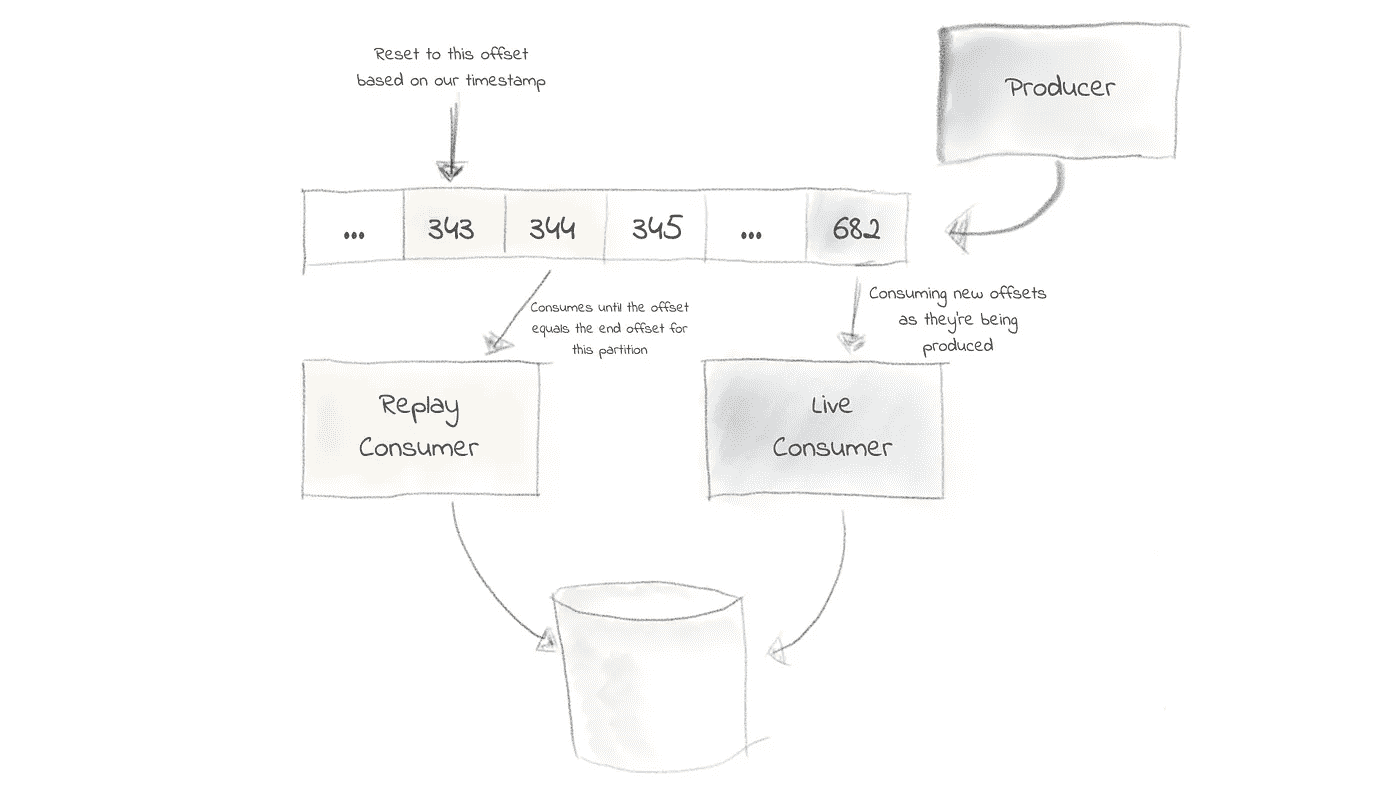 Reset to this offset
based on our timestamp
Producer
... 343 344 345 ... 682
Consumes until the offset
equals the end offset for
this partition
Consuming new offsets
as they're being
produced
Replay
Consumer
Live
Consumer